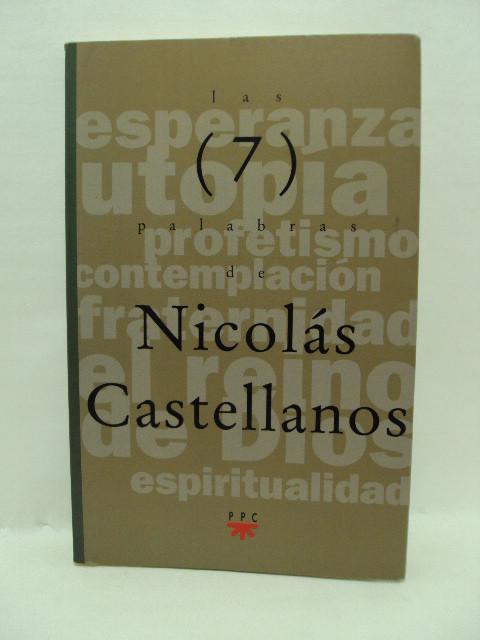 las
esperanza
(7)
utopía
palabras
profetismo
contemplación
de
fraternidad
Nicolás
el reino
Castellanos
de Dios
espiritualidad
PPC